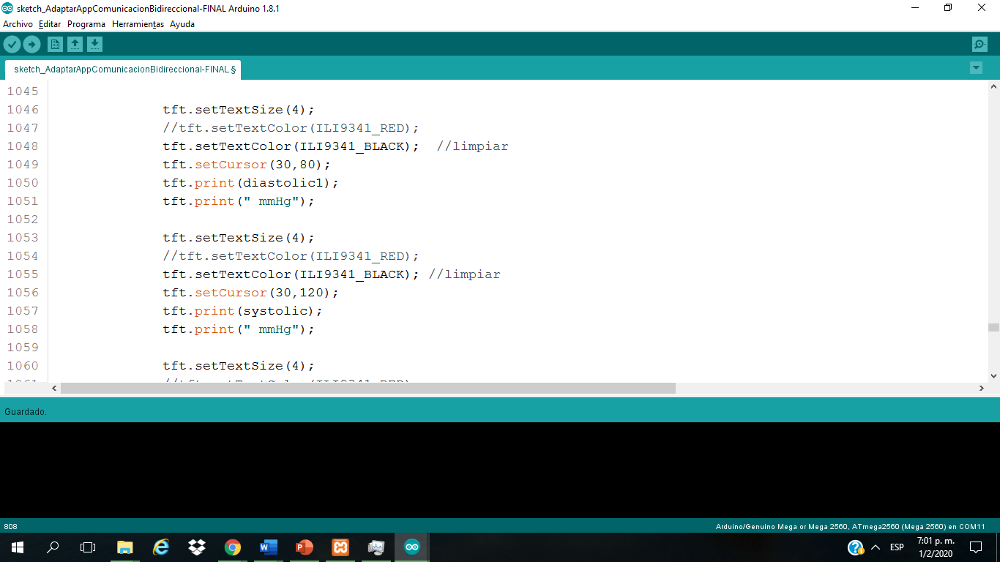 sketch_AdaptarAppComunicacionBidireccional-FINAL Arduino 1.8.1
Archivo Editar Programa Herramientas Ayuda
sketch_AdaptarAppComunicacionBidireccional-FINAL §
1045
1046 tft.setTextSize(4);
1047 //tft.setTextColor(ILI9341_RED);
1048 tft.setTextColor(ILI9341_BLACK);  //limpiar
1049 tft.setCursor(30,80);
1050 tft.print(diastolic1);
1051 tft.print(" mmHg");
1052
1053 tft.setTextSize(4);
1054 //tft.setTextColor(ILI9341_RED);
1055 tft.setTextColor(ILI9341_BLACK); //limpiar
1056 tft.setCursor(30,120);
1057 tft.print(systolic);
1058 tft.print(" mmHg");
1059
1060 tft.setTextSize(4);
1061 //tft.setTextColor(ILI9341_RED)
Guardado.
808 Arduino/Genuino Mega or Mega 2560, ATmega2560 (Mega 2560) en COM11
ESP 7:01 p. m.
1/2/2020